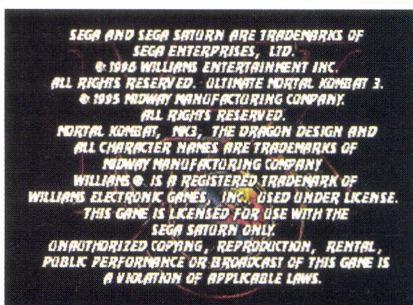 SEGA AND SEGA SATURN ARE TRADEMARKS OF
SEGA ENTERPRISES, LTD.
© 1996 WILLIAMS ENTERTAINMENT INC.
ALL RIGHTS RESERVED. ULTIMATE MORTAL KOMBAT 3.
© 1995 MIDWAY MANUFACTURING COMPANY.
ALL RIGHTS RESERVED.
MORTAL KOMBAT, MK3, THE DRAGON DESIGN AND
ALL CHARACTER NAMES ARE TRADEMARKS OF
MIDWAY MANUFACTURING COMPANY
WILLIAMS ® IS A REGISTERED TRADEMARK OF
WILLIAMS ELECTRONIC GAMES, INC. USED UNDER LICENSE.
THIS GAME IS LICENSED FOR USE WITH THE
SEGA SATURN ONLY.
UNAUTHORIZED COPYING, REPRODUCTION, RENTAL,
PUBLIC PERFORMANCE OR BROADCAST OF THIS GAME IS
A VIOLATION OF APPLICABLE LAWS.